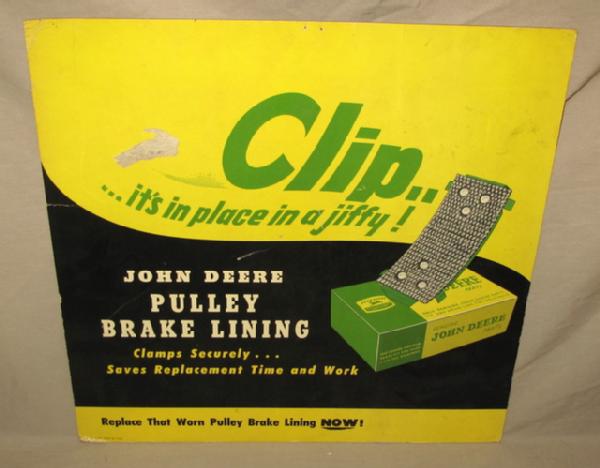 Clip..
...it's in place in a jiffy!
JOHN DEERE
PULLEY
BRAKE LINING
Clamps Securely...
Saves Replacement Time and Work
DEERE
JOHN DEERE
Replace That Worn Pulley Brake Lining NOW!